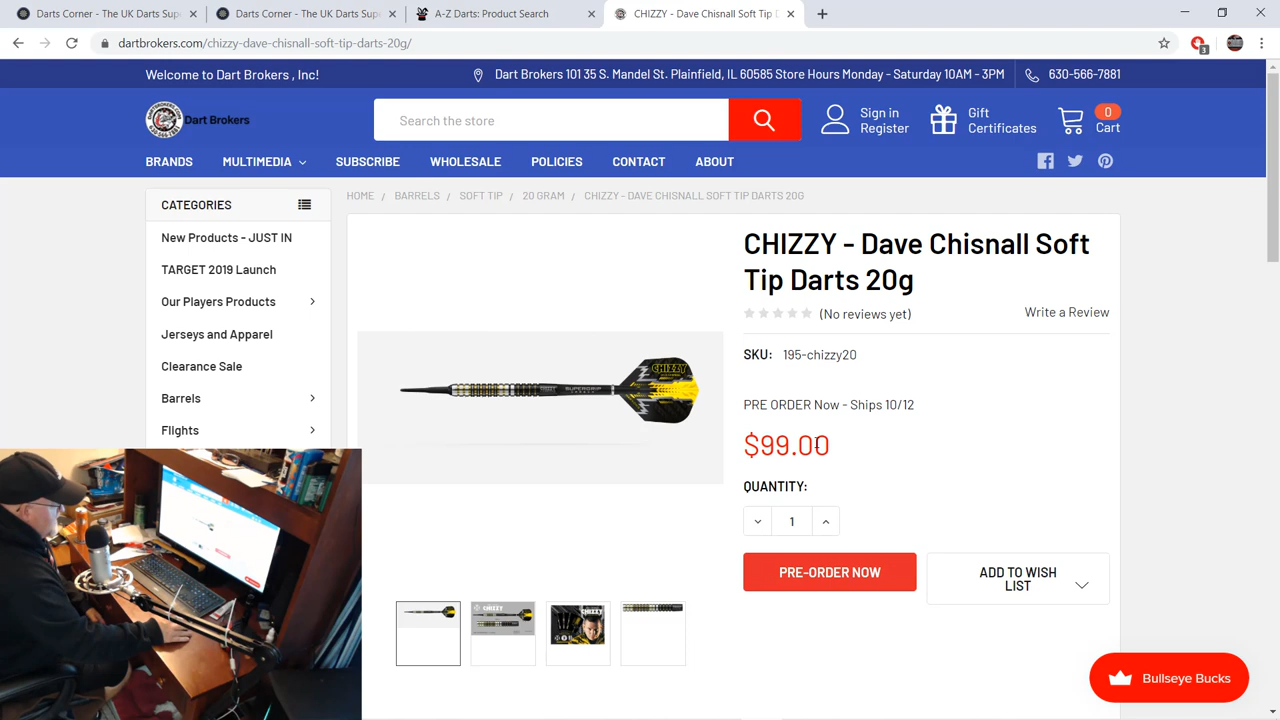 Darts Corner - The UK Darts Supe
Darts Corner - The UK Darts Supe
A-Z Darts: Product Search
CHIZZY - Dave Chisnall Soft Tip D
dartbrokers.com/chizzy-dave-chisnall-soft-tip-darts-20g/
3
Welcome to Dart Brokers , Inc!
Dart Brokers 101 35 S. Mandel St. Plainfield, IL 60585 Store Hours Monday - Saturday 10AM - 3PM
630-566-7881
Dart Brokers
Search the store
Sign in
Register
Gift
Certificates
0
Cart
BRANDS
MULTIMEDIA
SUBSCRIBE
WHOLESALE
POLICIES
CONTACT
ABOUT
CATEGORIES
New Products - JUST IN
TARGET 2019 Launch
Our Players Products
Jerseys and Apparel
Clearance Sale
Barrels
Flights
HOME / BARRELS / SOFT TIP / 20 GRAM / CHIZZY - DAVE CHISNALL SOFT TIP DARTS 20G
CHIZZY
SUPERGRIP
CHIZZY - Dave Chisnall Soft
Tip Darts 20g
(No reviews yet)
Write a Review
SKU: 195-chizzy20
PRE ORDER Now - Ships 10/12
$99.00
QUANTITY:
1
PRE-ORDER NOW
ADD TO WISH
LIST
CHIZZY
CHIZZY
Bullseye Bucks